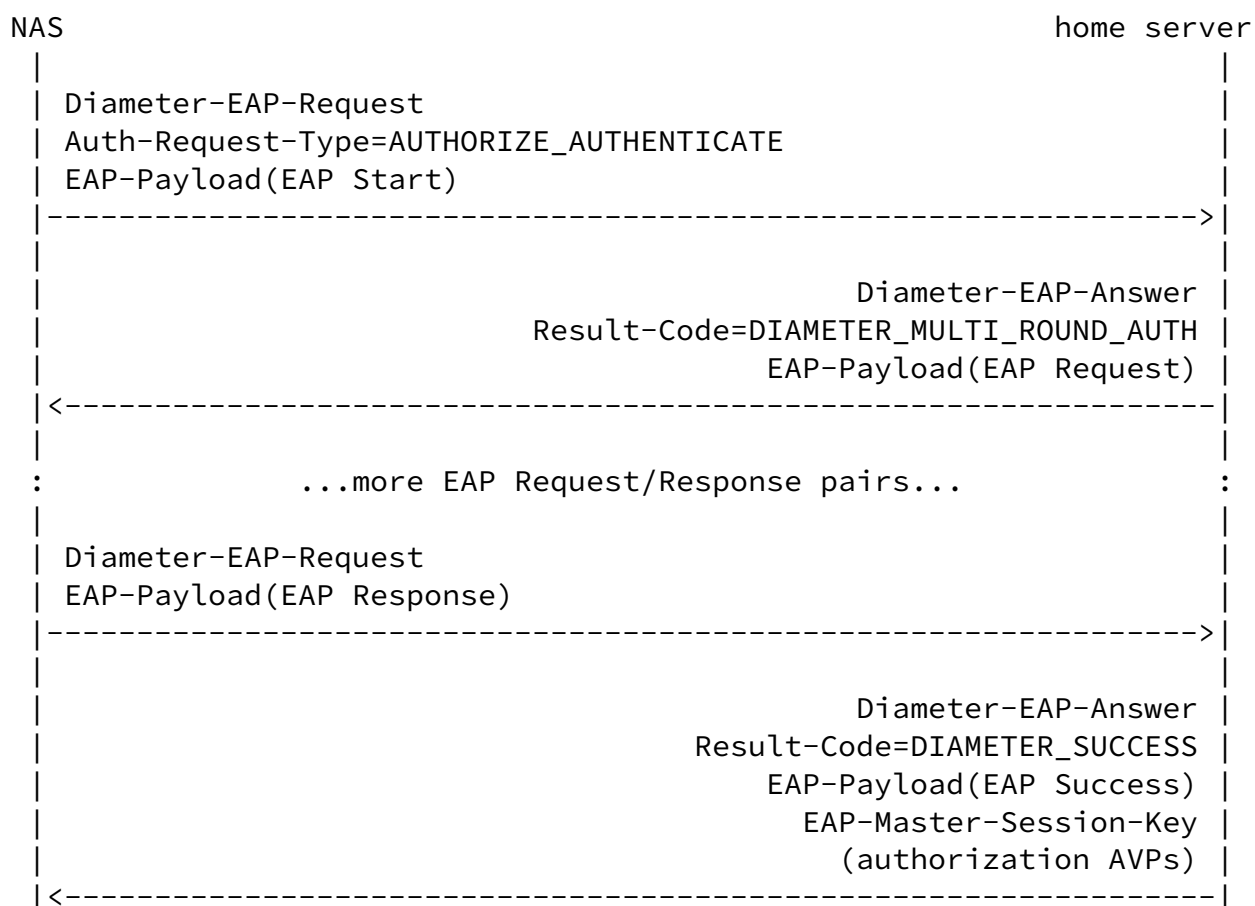 NAS home server
Diameter-EAP-Request
Auth-Request-Type=AUTHORIZE_AUTHENTICATE
EAP-Payload(EAP Start)
Diameter-EAP-Answer
Result-Code=DIAMETER_MULTI_ROUND_AUTH
EAP-Payload(EAP Request)
...more EAP Request/Response pairs...
Diameter-EAP-Request
EAP-Payload(EAP Response)
Diameter-EAP-Answer
Result-Code=DIAMETER_SUCCESS
EAP-Payload(EAP Success)
EAP-Master-Session-Key
(authorization AVPs)